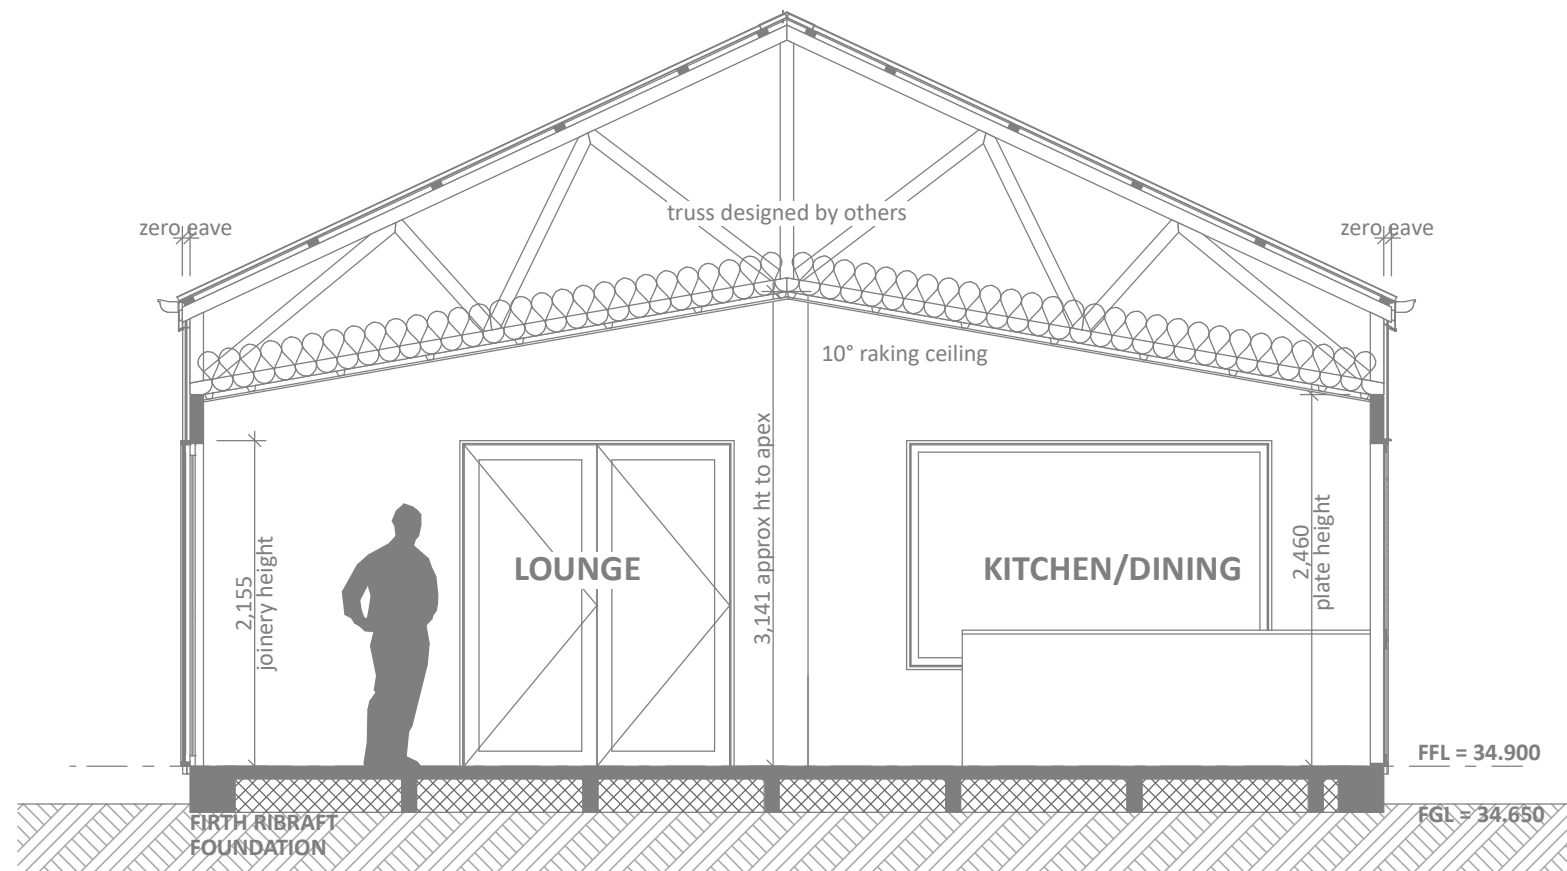 truss designed by others
zero eave
zero eave
10° raking ceiling
2,155
joinery height
LOUNGE
3,141 approx ht to apex
KITCHEN/DINING
2,460
plate height
FFL = 34.900
FGL = 34.650
FIRTH RIBRAFT
FOUNDATION